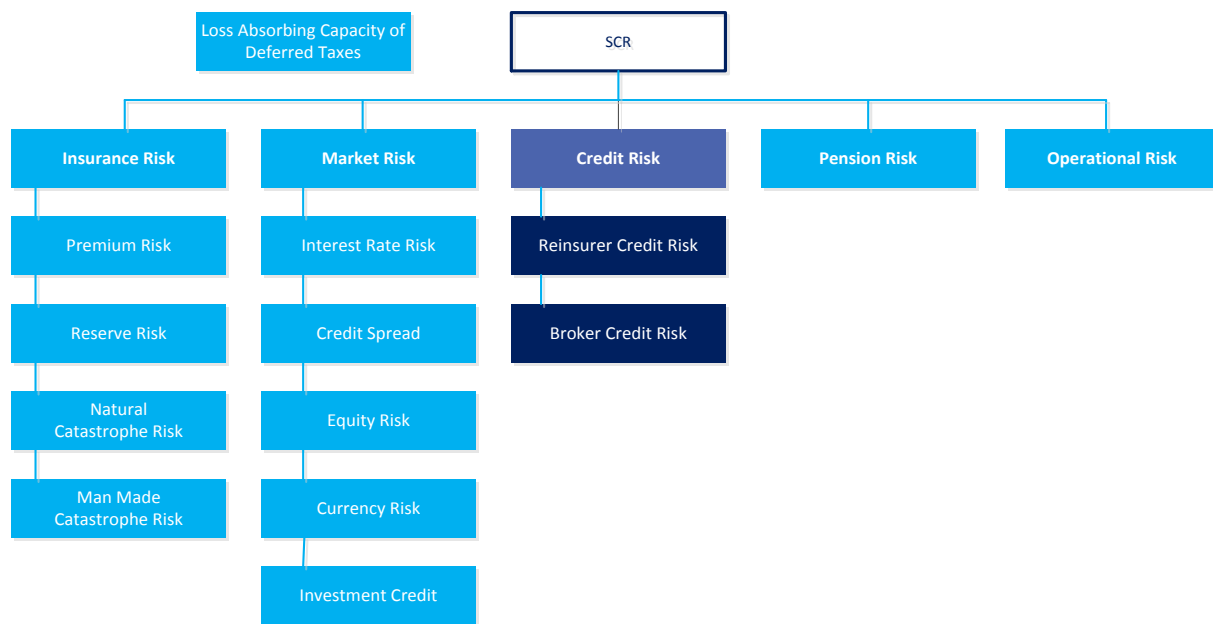 Loss Absorbing Capacity of
Deferred Taxes
SCR
Insurance Risk
Market Risk
Credit Risk
Pension Risk
Operational Risk
Premium Risk
Interest Rate Risk
Reinsurer Credit Risk
Reserve Risk
Credit Spread
Broker Credit Risk
Natural
Catastrophe Risk
Equity Risk
Man Made
Catastrophe Risk
Currency Risk
Investment Credit